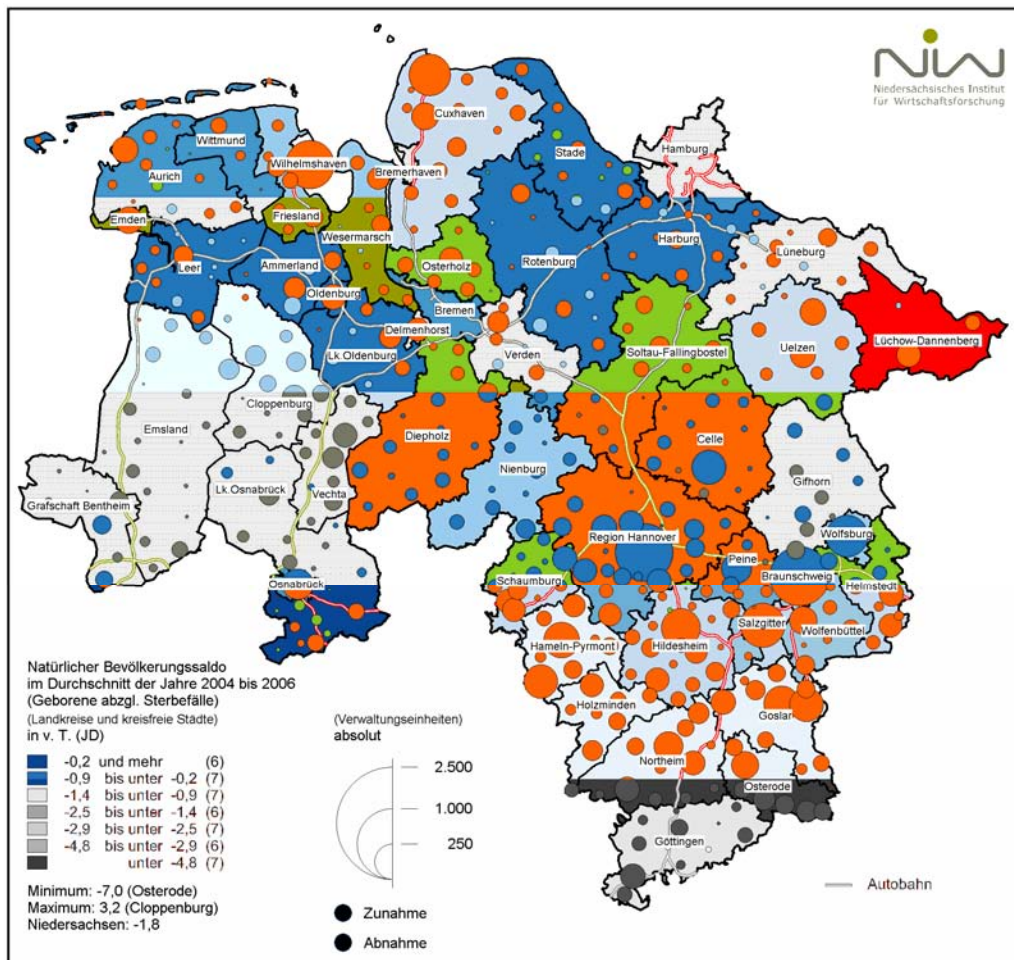 NIW
Niedersächsisches Institut
für Wirtschaftsforschung
Cuxhaven
Hamburg
Wittmund
Stade
Wilhelmshaven
Bremerhaven
Aurich
Emden
Friesland
Wesermarsch
Harburg
Lüneburg
Leer
Ammerland
Osterholz
Rotenburg
Oldenburg
Bremen
Delmenhorst
Lk.Oldenburg
Verden
Soltau-Fallingbostel
Uelzen
Lüchow-Dannenberg
Cloppenburg
Emsland
Diepholz
Celle
Nienburg
Gifhorn
Grafschaft Bentheim
Lk.Osnabrück
Vechta
Region Hannover
Wolfsburg
Peine
Osnabrück
Schaumburg
Braunschweig
Helmstedt
Salzgitter
Wolfenbüttel
Hameln-Pyrmont
Hildesheim
Holzminden
Goslar
Northeim
Osterode
Göttingen
Natürlicher Bevölkerungssaldo
im Durchschnitt der Jahre 2004 bis 2006
(Geborene abzgl. Sterbefälle)
(Landkreise und kreisfreie Städte)
in v. T. (JD)
-0,2 und mehr (6)
-0,9 bis unter -0,2 (7)
-1,4 bis unter -0,9 (7)
-2,5 bis unter -1,4 (6)
-2,9 bis unter -2,5 (7)
-4,8 bis unter -2,9 (6)
unter -4,8 (7)
Minimum: -7,0 (Osterode)
Maximum: 3,2 (Cloppenburg)
Niedersachsen: -1,8
(Verwaltungseinheiten)
absolut
2.500
1.000
250
Zunahme
Abnahme
Autobahn